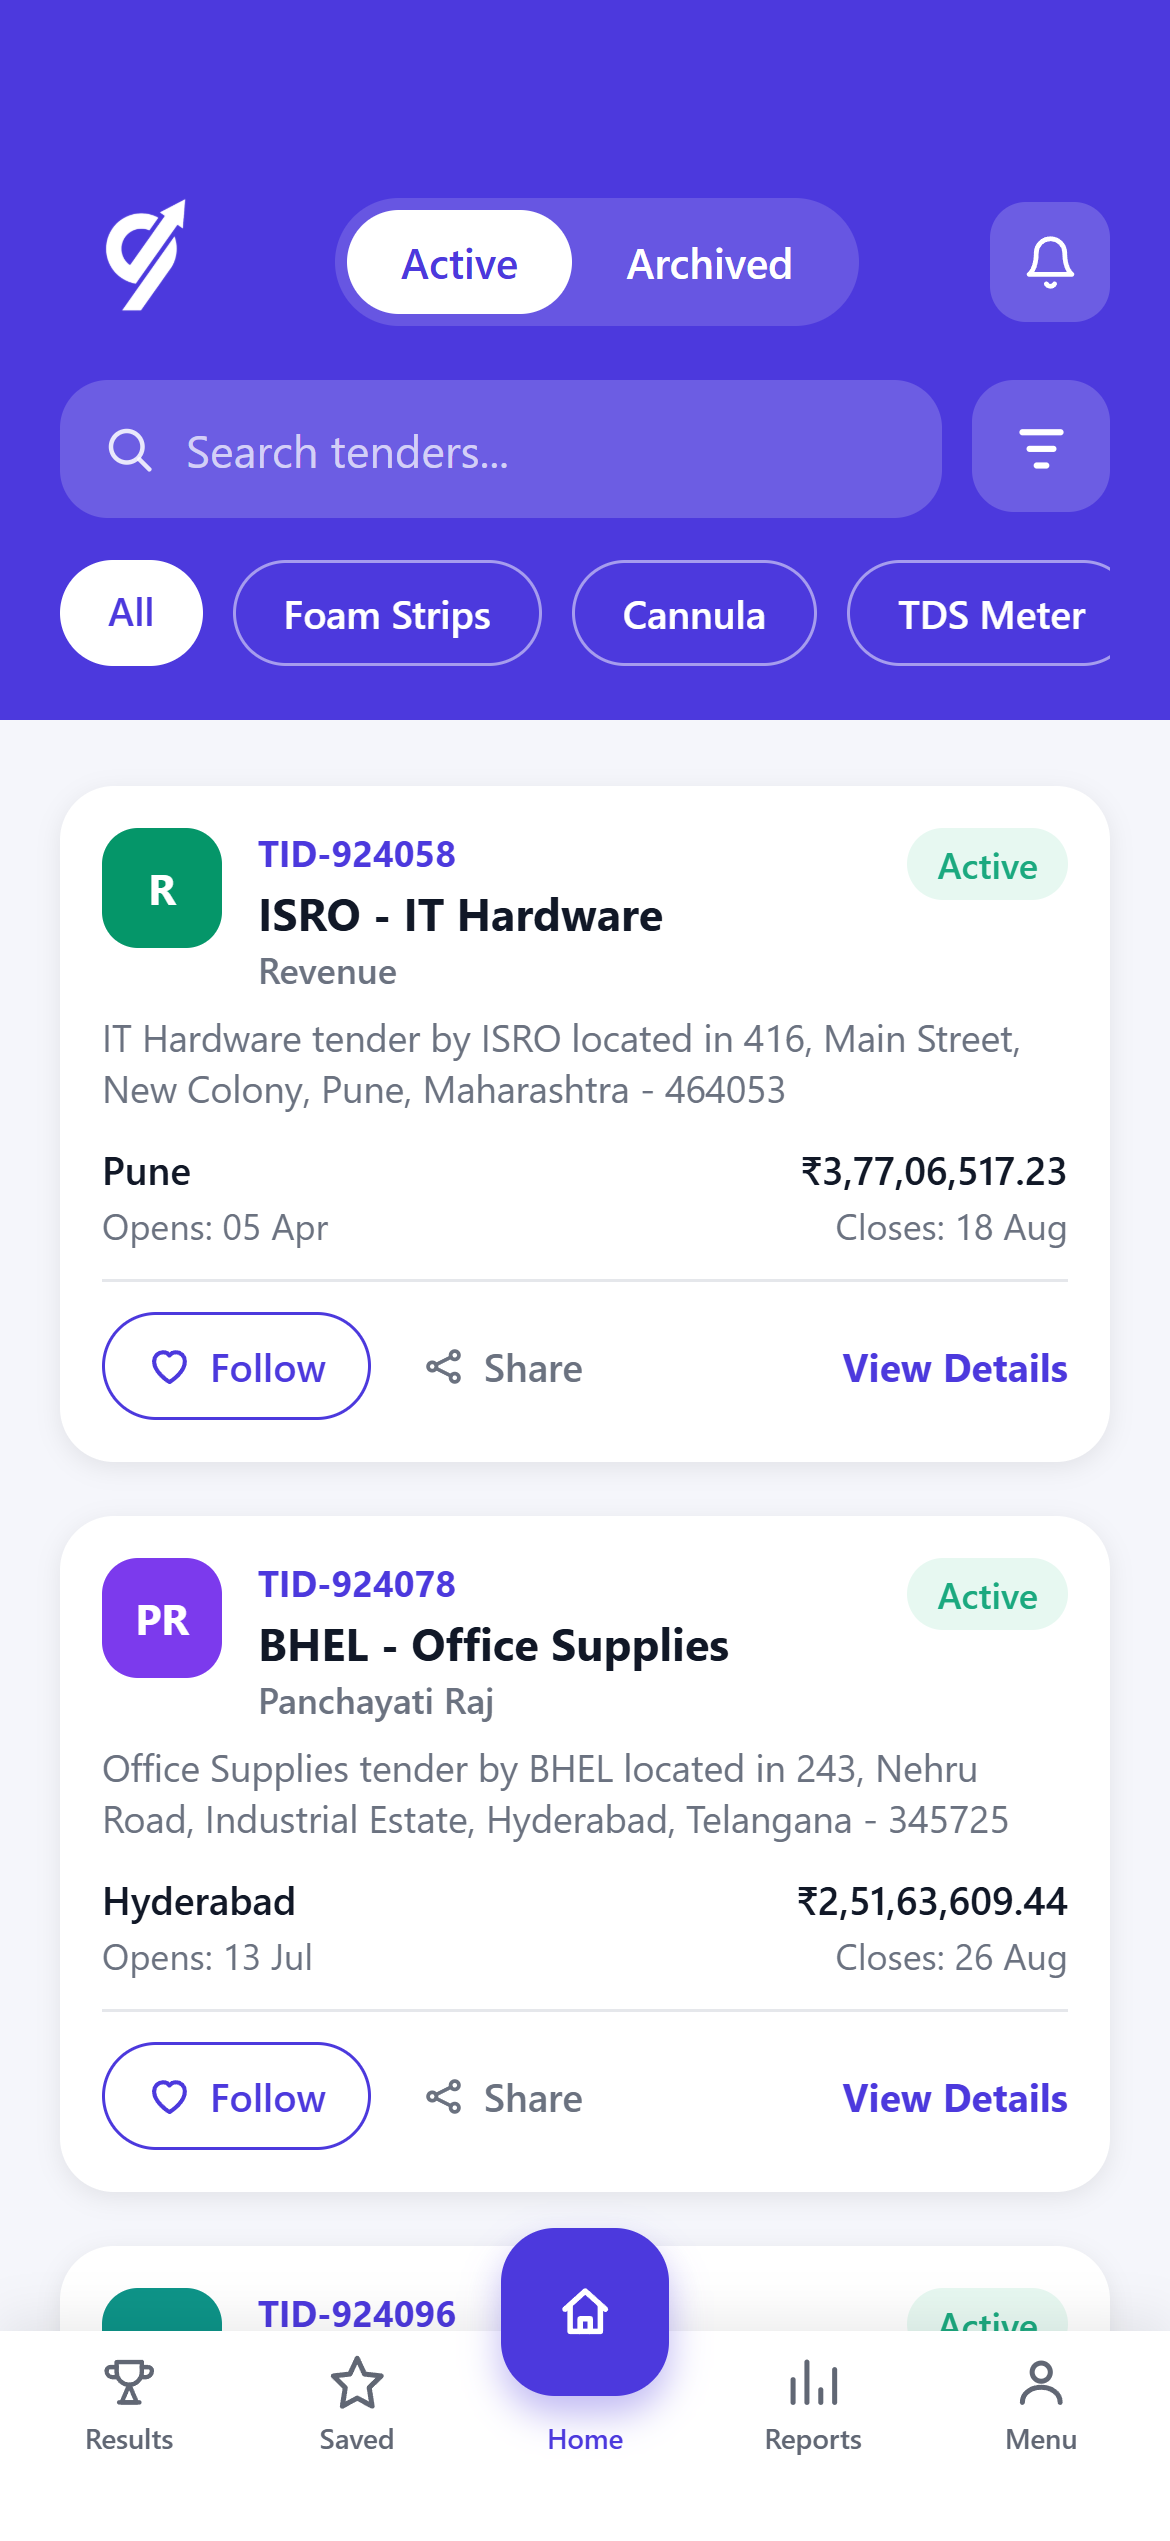 Active
Archived
Search tenders...
All
Foam Strips
Cannula
TDS Meter
R
TID-924058
Active
ISRO - IT Hardware
Revenue
IT Hardware tender by ISRO located in 416, Main Street,
New Colony, Pune, Maharashtra - 464053
Pune
₹3,77,06,517.23
Opens: 05 Apr
Closes: 18 Aug
Follow
Share
View Details
PR
TID-924078
Active
BHEL - Office Supplies
Panchayati Raj
Office Supplies tender by BHEL located in 243, Nehru
Road, Industrial Estate, Hyderabad, Telangana - 345725
Hyderabad
₹2,51,63,609.44
Opens: 13 Jul
Closes: 26 Aug
Follow
Share
View Details
TID-924096
Active
Results
Saved
Home
Reports
Menu